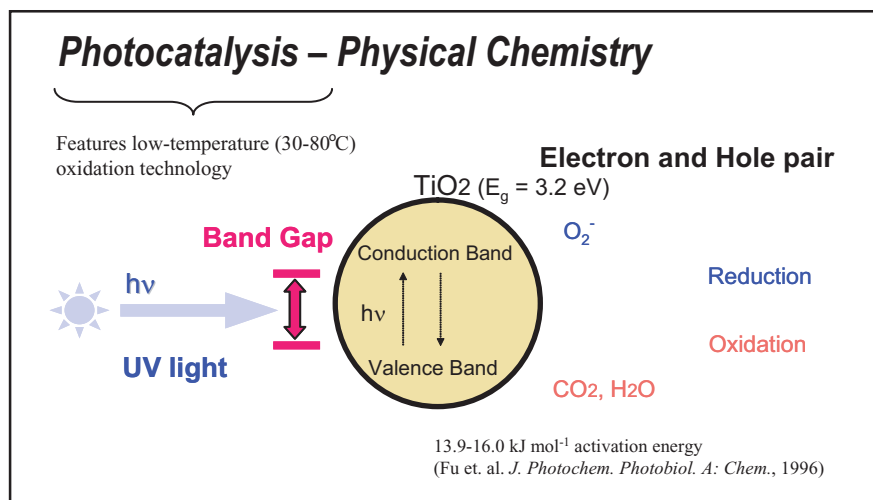 Photocatalysis – Physical Chemistry
Features low-temperature (30-80°C)
oxidation technology
Electron and Hole pair
TiO2 (Eg = 3.2 eV)
O2-
Band Gap
Conduction Band
hν
Reduction
hν
Oxidation
UV light
Valence Band
CO2, H2O
13.9-16.0 kJ mol-1 activation energy
(Fu et. al. J. Photochem. Photobiol. A: Chem., 1996)